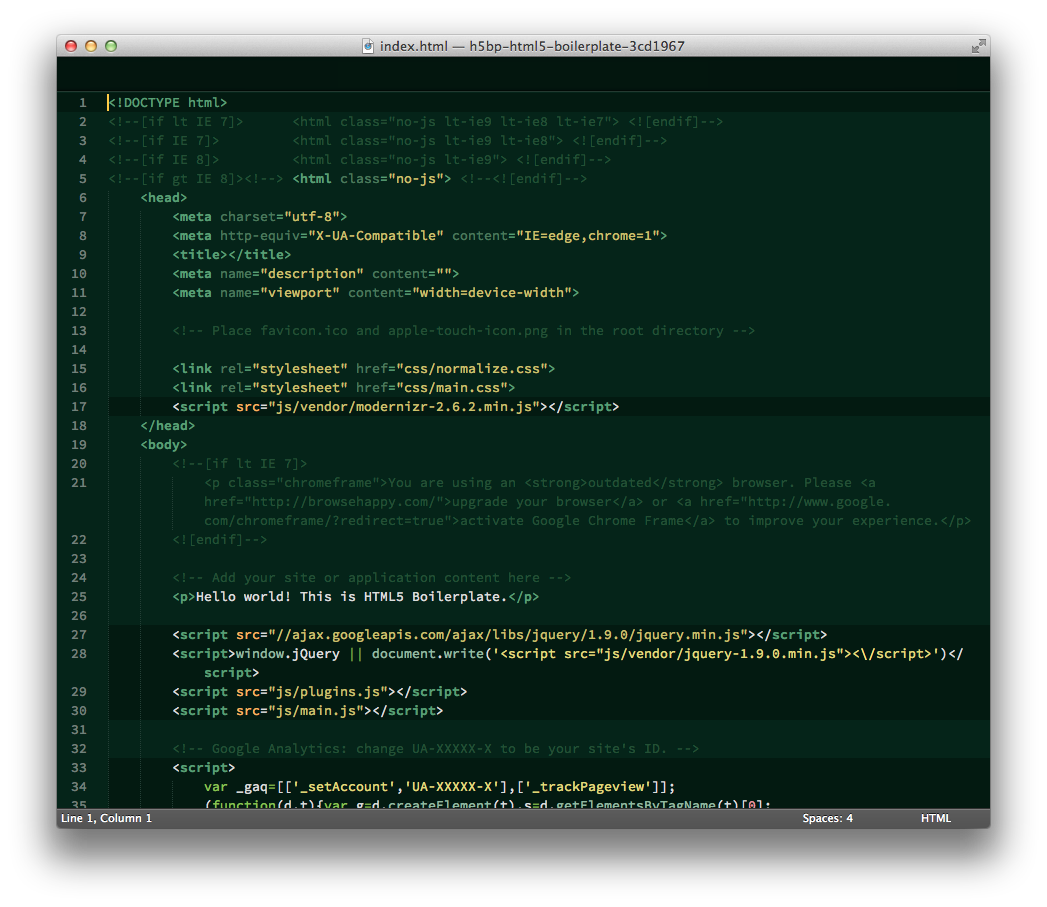 index.html — h5bp-html5-boilerplate-3cd1967
1 <!DOCTYPE html>
2 <!--[if lt IE 7]>      <html class="no-js lt-ie9 lt-ie8 lt-ie7"> <![endif]-->
3 <!--[if IE 7]>         <html class="no-js lt-ie9 lt-ie8"> <![endif]-->
4 <!--[if IE 8]>         <html class="no-js lt-ie9"> <![endif]-->
5 <!--[if gt IE 8]><!--> <html class="no-js"> <!--<![endif]-->
6     <head>
7         <meta charset="utf-8">
8         <meta http-equiv="X-UA-Compatible" content="IE=edge,chrome=1">
9         <title></title>
10         <meta name="description" content="">
11         <meta name="viewport" content="width=device-width">
12
13         <!-- Place favicon.ico and apple-touch-icon.png in the root directory -->
14
15         <link rel="stylesheet" href="css/normalize.css">
16         <link rel="stylesheet" href="css/main.css">
17         <script src="js/vendor/modernizr-2.6.2.min.js"></script>
18     </head>
19     <body>
20         <!--[if lt IE 7]>
21             <p class="chromeframe">You are using an <strong>outdated</strong> browser. Please <a
            href="http://browsehappy.com/">upgrade your browser</a> or <a href="http://www.google.
            com/chromeframe/?redirect=true">activate Google Chrome Frame</a> to improve your experience.</p>
22         <![endif]-->
23
24         <!-- Add your site or application content here -->
25         <p>Hello world! This is HTML5 Boilerplate.</p>
26
27         <script src="//ajax.googleapis.com/ajax/libs/jquery/1.9.0/jquery.min.js"></script>
28         <script>window.jQuery || document.write('<script src="js/vendor/jquery-1.9.0.min.js"><\/script>')</
            script>
29         <script src="js/plugins.js"></script>
30         <script src="js/main.js"></script>
31
32         <!-- Google Analytics: change UA-XXXXX-X to be your site's ID. -->
33         <script>
34             var _gaq=[['_setAccount','UA-XXXXX-X'],['_trackPageview']];
35             (function(d,t){var g=d.createElement(t),s=d.getElementsByTagName(t)[0];
Line 1, Column 1
Spaces: 4
HTML